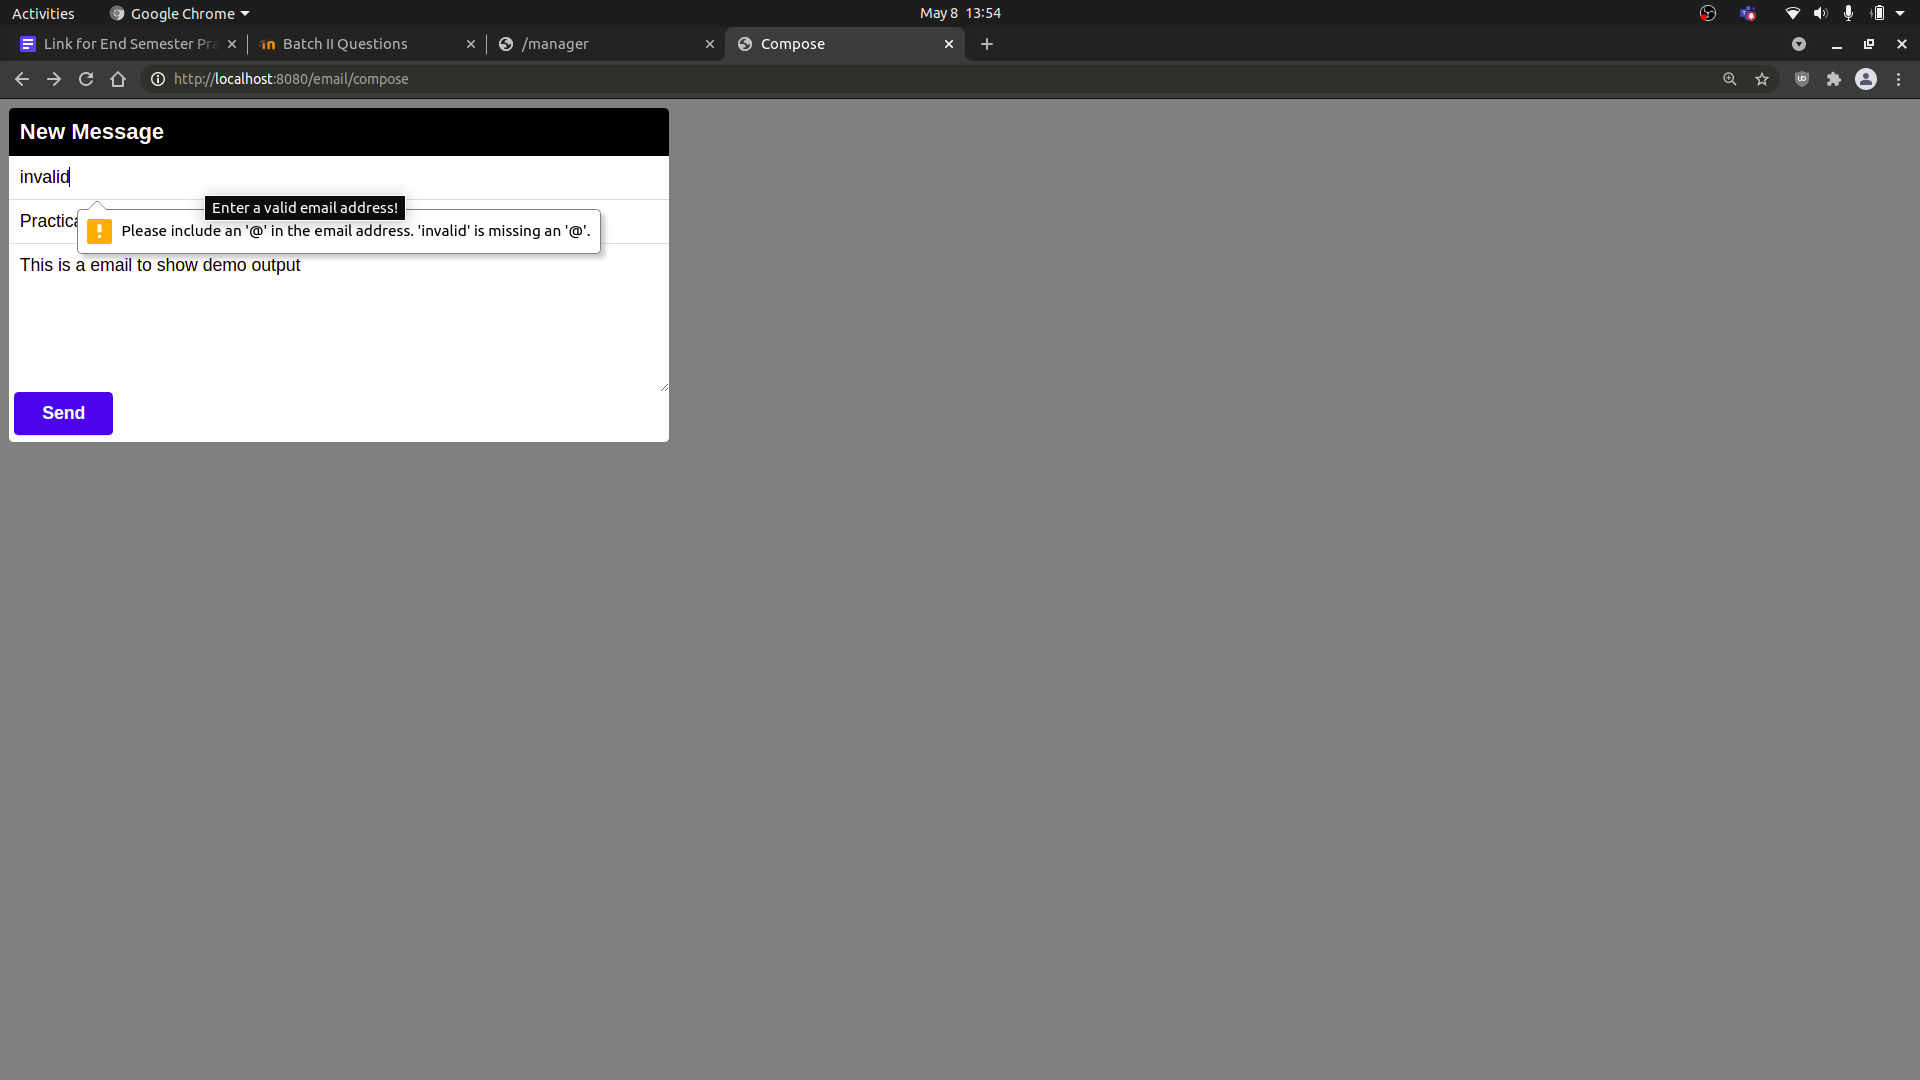 Activities Google Chrome May 8 13:54
Link for End Semester Pra Batch II Questions /manager Compose
http://localhost:8080/email/compose
New Message
invalid
Enter a valid email address!
Practica
Please include an '@' in the email address. 'invalid' is missing an '@'.
This is a email to show demo output
Send